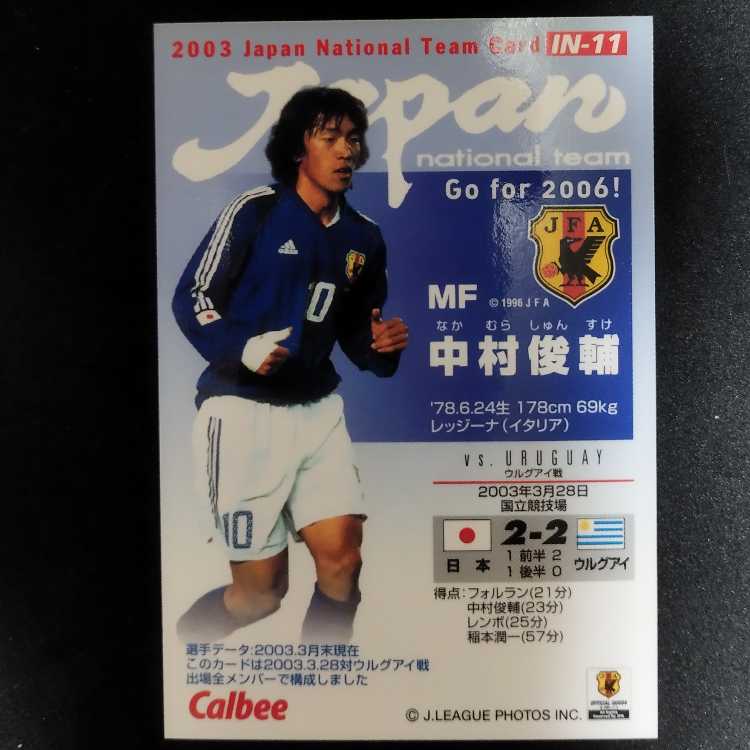 2003 Japan National Team Card IN-11
Japan
national team
Go for 2006!
JFA
10
MF ©1996 JFA
なか むら しゅん すけ
中村俊輔
'78.6.24生 178cm 69kg
レッジーナ(イタリア)
vs. URUGUAY
ウルグアイ戦
2003年3月28日
国立競技場
2-2
1 前半 2
1 後半 0
日本 ウルグアイ
得点:フォルラン(21分)
中村俊輔(23分)
レンボ(25分)
稲本潤一(57分)
10
選手データ:2003.3月末現在
このカードは2003.3.28対ウルグアイ戦
出場全メンバーで構成しました
Calbee
© J.LEAGUE PHOTOS INC.